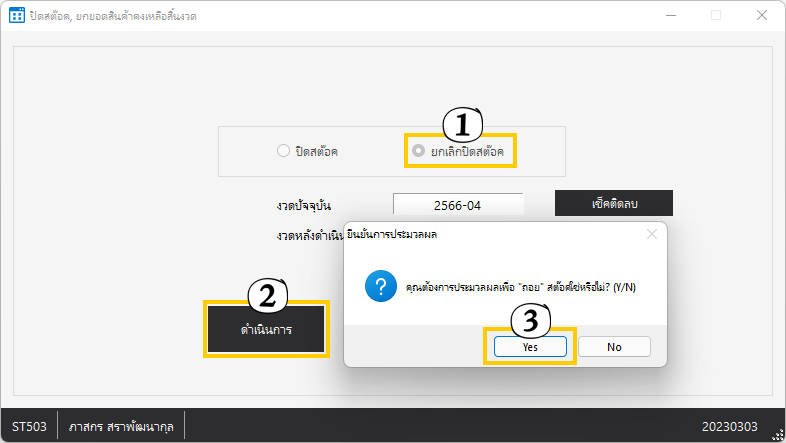 ปิดสต๊อค, ยกยอดสินค้าคงเหลือสิ้นงวด
1
ปิดสต๊อค
ยกเลิกปิดสต๊อค
งวดปัจจุบัน
2566-04
เช็คติดลบ
งวดหลังดำเนิน
ยืนยันการประมวลผล
คุณต้องการประมวลผลเพื่อ "ถอย" สต๊อคใช่หรือไม่? (Y/N)
2
ดำเนินการ
3
Yes
No
ST503
ภาสกร สราพัฒนากุล
20230303